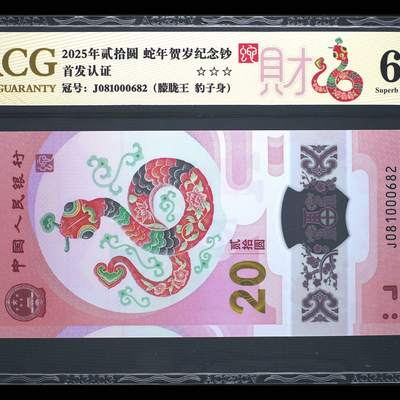 ACG
GUARANTY
2025年贰拾圆 蛇年贺岁纪念钞
首发认证 ☆☆☆
冠号：J081000682（朦胧王 豹子身）
財
6
Superb
中国人民银行
贰拾圆
20
J081000682